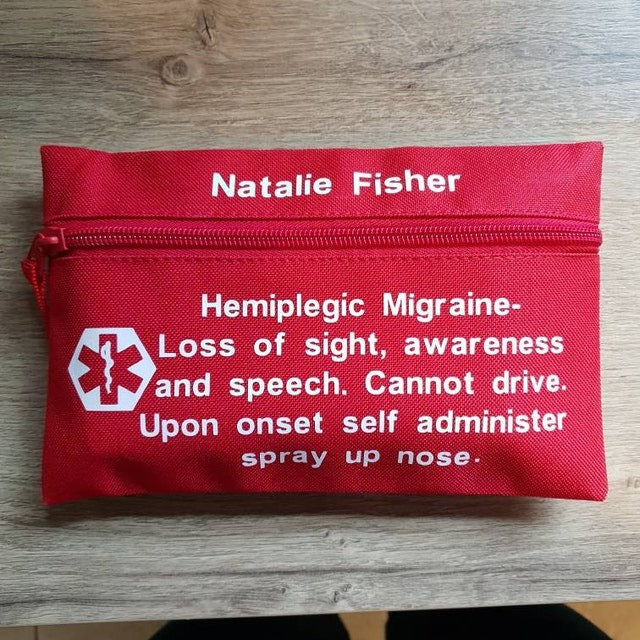 Natalie Fisher
Hemiplegic Migraine-
Loss of sight, awareness
and speech. Cannot drive.
Upon onset self administer
spray up nose.